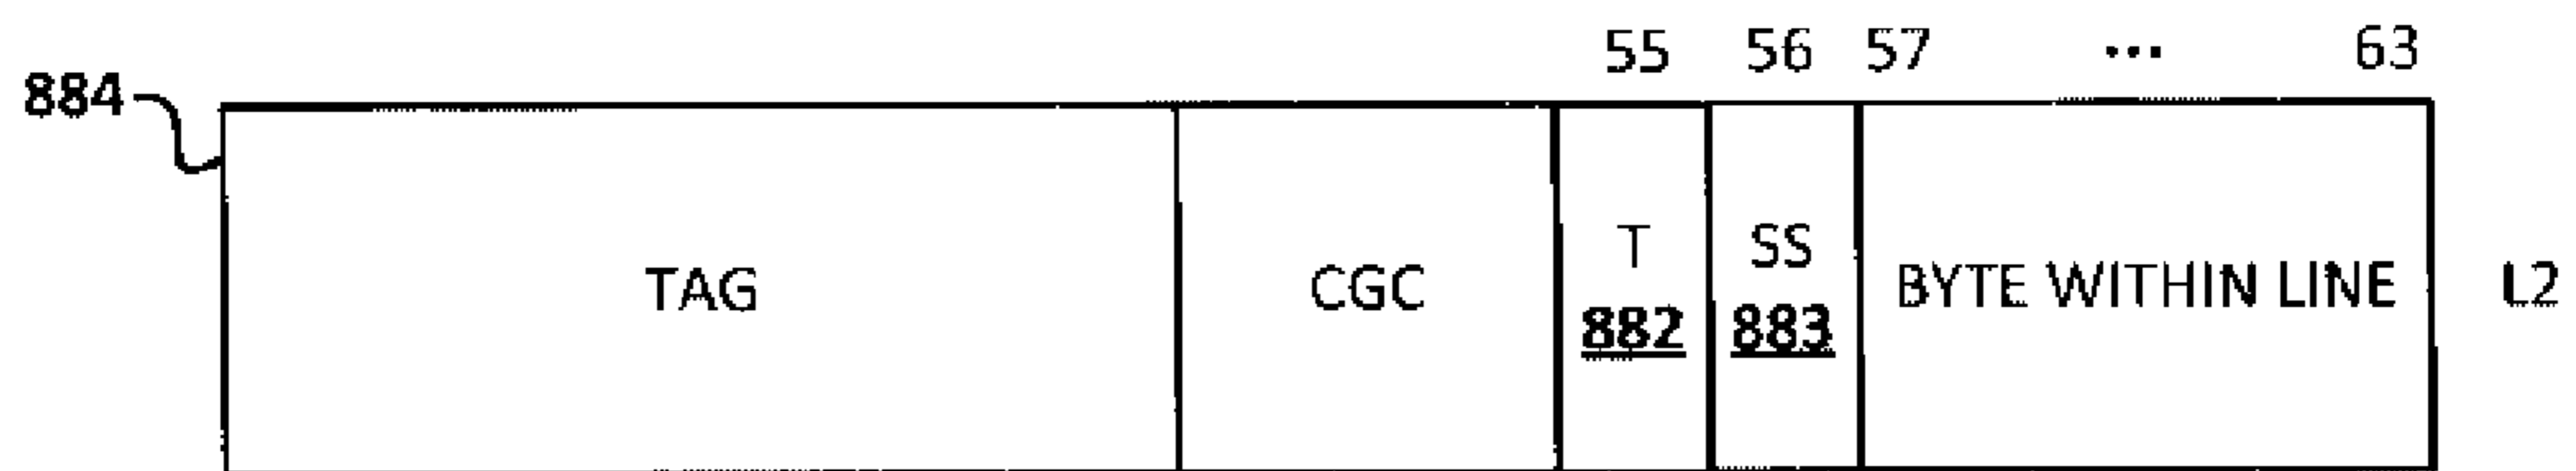 55 56 57 ... 63
884
TAG CGC T 882 SS 883 BYTE WITHIN LINE L2